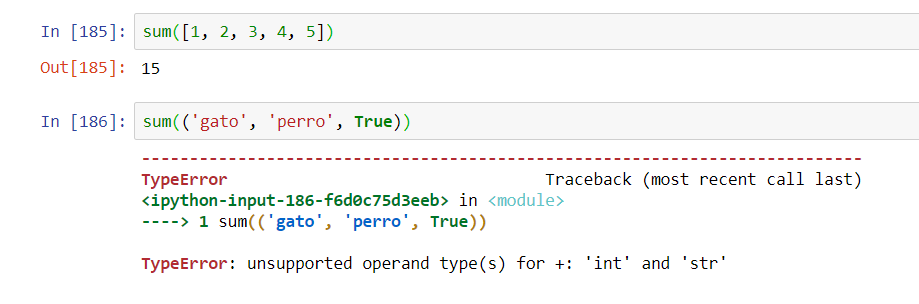 In [185]: sum([1, 2, 3, 4, 5])
Out[185]: 15
In [186]: sum(('gato', 'perro', True))
---------------------------------------------------------------------------
TypeError                                 Traceback (most recent call last)
<ipython-input-186-f6d0c75d3eeb> in <module>
----> 1 sum(('gato', 'perro', True))
TypeError: unsupported operand type(s) for +: 'int' and 'str'